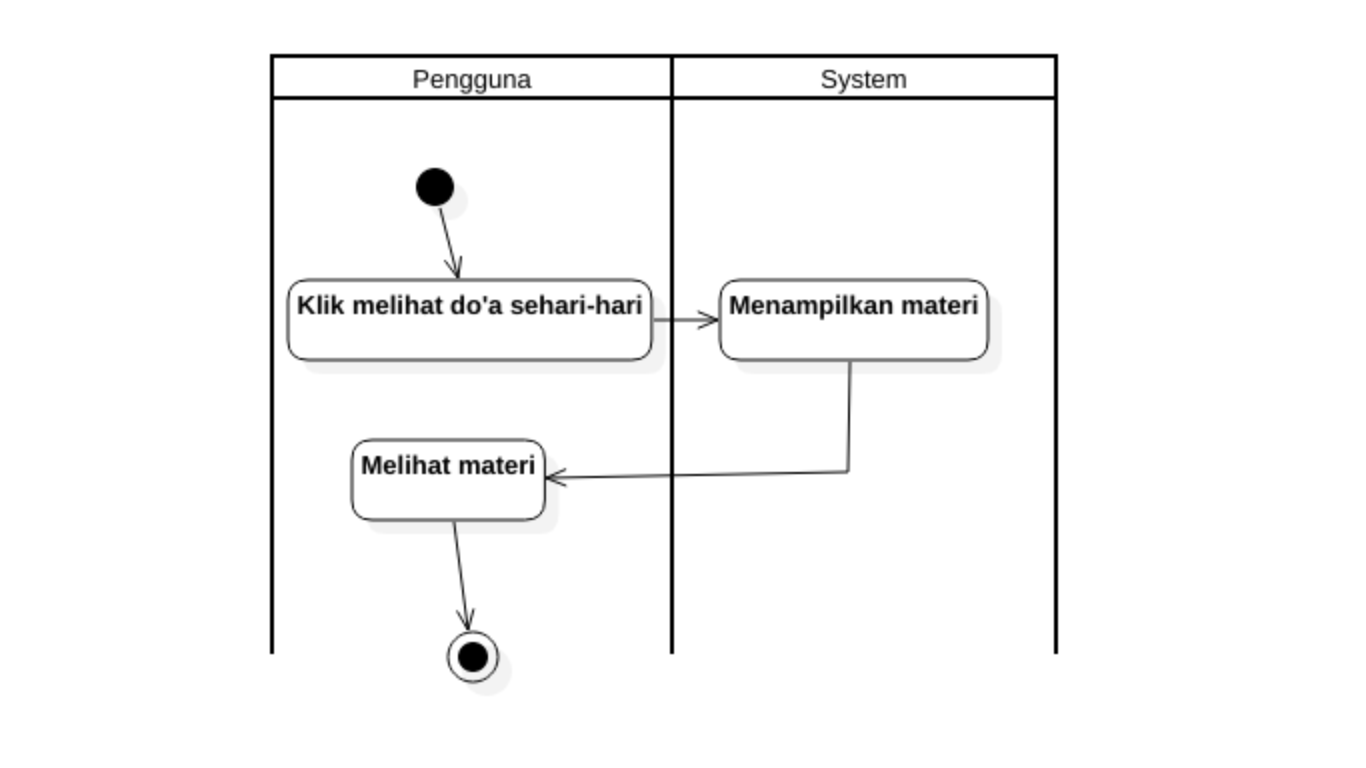 Pengguna
System
Klik melihat do'a sehari-hari
Menampilkan materi
Melihat materi